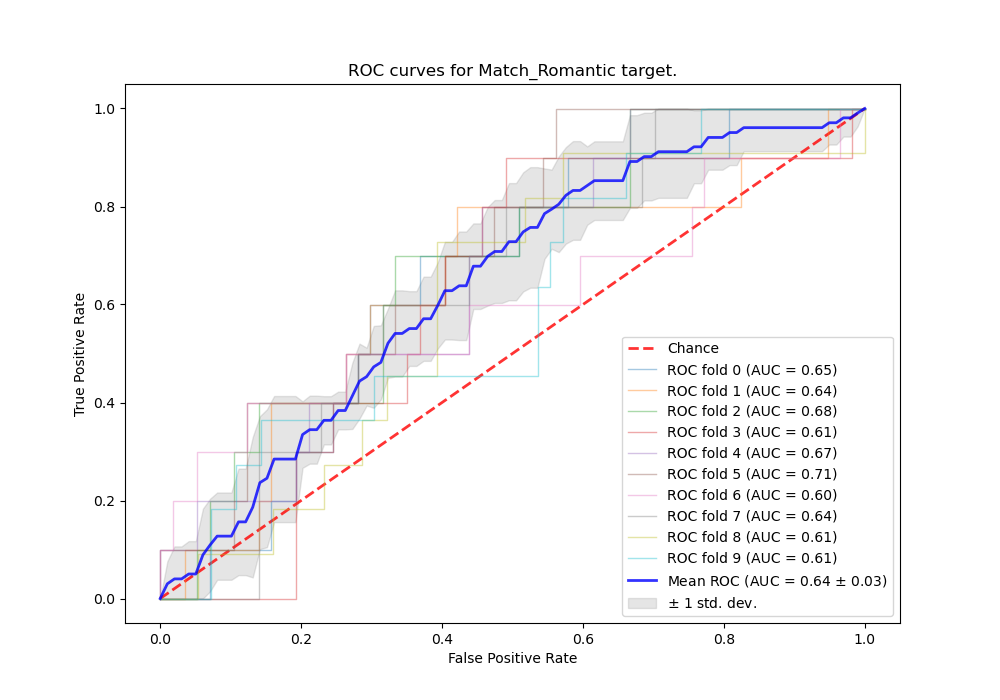 ROC curves for Match_Romantic target.
True Positive Rate
1.0
0.8
0.6
0.4
0.2
0.0
0.0 0.2 0.4 0.6 0.8 1.0
False Positive Rate
Chance
ROC fold 0 (AUC = 0.65)
ROC fold 1 (AUC = 0.64)
ROC fold 2 (AUC = 0.68)
ROC fold 3 (AUC = 0.61)
ROC fold 4 (AUC = 0.67)
ROC fold 5 (AUC = 0.71)
ROC fold 6 (AUC = 0.60)
ROC fold 7 (AUC = 0.64)
ROC fold 8 (AUC = 0.61)
ROC fold 9 (AUC = 0.61)
Mean ROC (AUC = 0.64 ± 0.03)
± 1 std. dev.